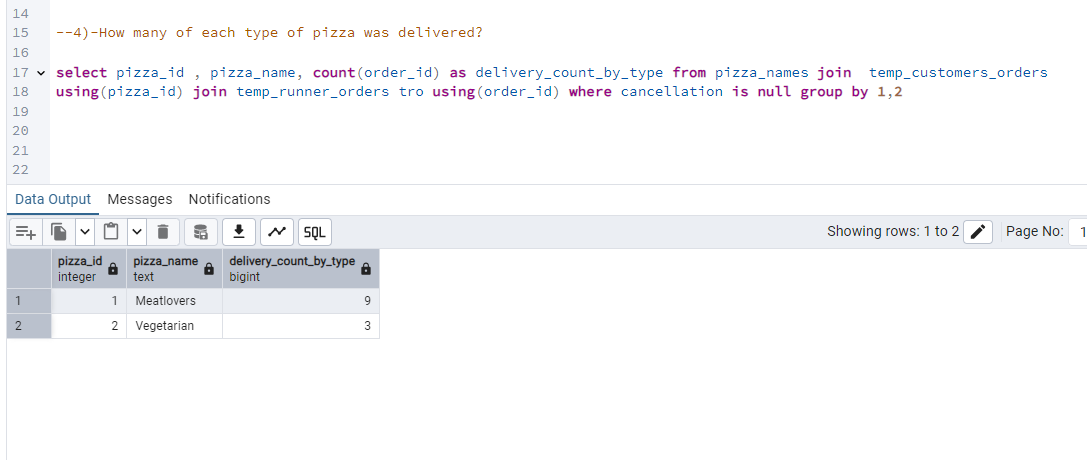 14
15 --4)-How many of each type of pizza was delivered?
16
17 select pizza_id , pizza_name, count(order_id) as delivery_count_by_type from pizza_names join  temp_customers_orders
18 using(pizza_id) join temp_runner_orders tro using(order_id) where cancellation is null group by 1,2
19
20
21
22
Data Output Messages Notifications
SQL Showing rows: 1 to 2 Page No: 1
pizza_id pizza_name delivery_count_by_type
integer text bigint
1 1 Meatlovers 9
2 2 Vegetarian 3